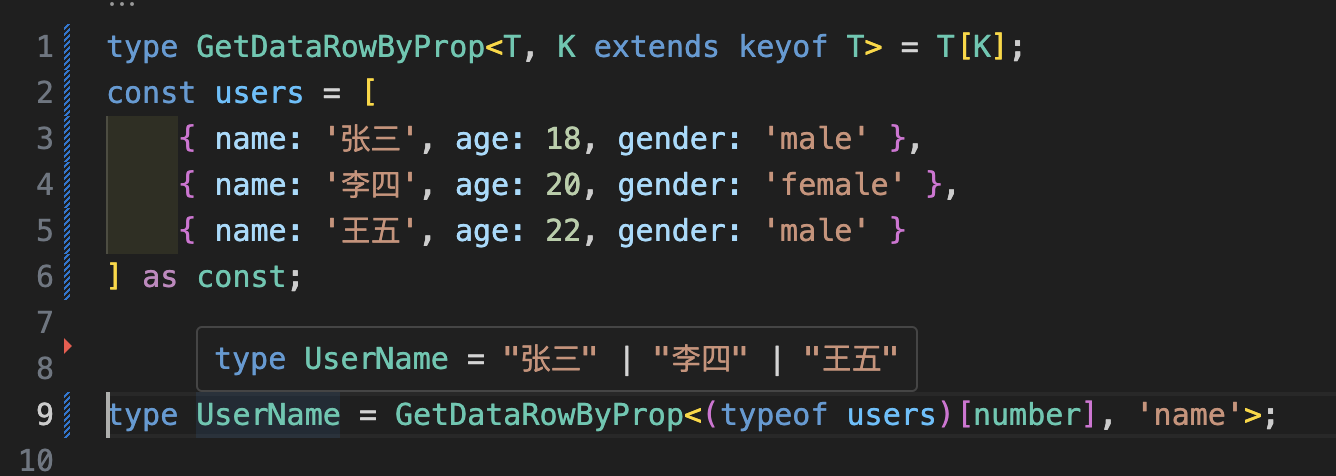 ...
1 type GetDataRowByProp<T, K extends keyof T> = T[K];
2 const users = [
3 { name: '张三', age: 18, gender: 'male' },
4 { name: '李四', age: 20, gender: 'female' },
5 { name: '王五', age: 22, gender: 'male' }
6 ] as const;
7
type UserName = "张三" | "李四" | "王五"
8
9 type UserName = GetDataRowByProp<(typeof users)[number], 'name'>;
10